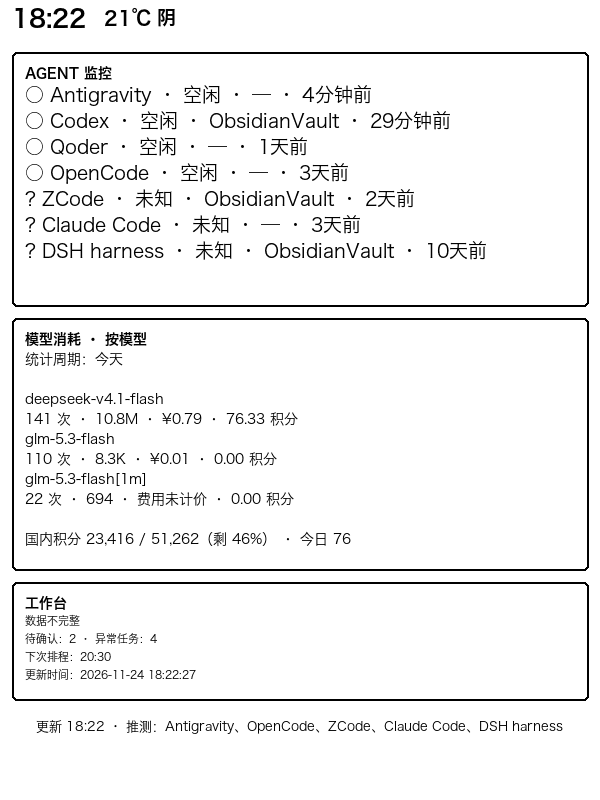 18:22 21℃ 阴
AGENT 监控
○ Antigravity · 空闲 · — · 4分钟前
○ Codex · 空闲 · ObsidianVault · 29分钟前
○ Qoder · 空闲 · — · 1天前
○ OpenCode · 空闲 · — · 3天前
? ZCode · 未知 · ObsidianVault · 2天前
? Claude Code · 未知 · — · 3天前
? DSH harness · 未知 · ObsidianVault · 10天前
模型消耗 · 按模型
统计周期：今天
deepseek-v4.1-flash
141 次 · 10.8M · ¥0.79 · 76.33 积分
glm-5.3-flash
110 次 · 8.3K · ¥0.01 · 0.00 积分
glm-5.3-flash[1m]
22 次 · 694 · 费用未计价 · 0.00 积分
国内积分 23,416 / 51,262（剩 46%） · 今日 76
工作台
数据不完整
待确认：2 · 异常任务：4
下次排程：20:30
更新时间：2026-11-24 18:22:27
更新 18:22 · 推测：Antigravity、OpenCode、ZCode、Claude Code、DSH harness